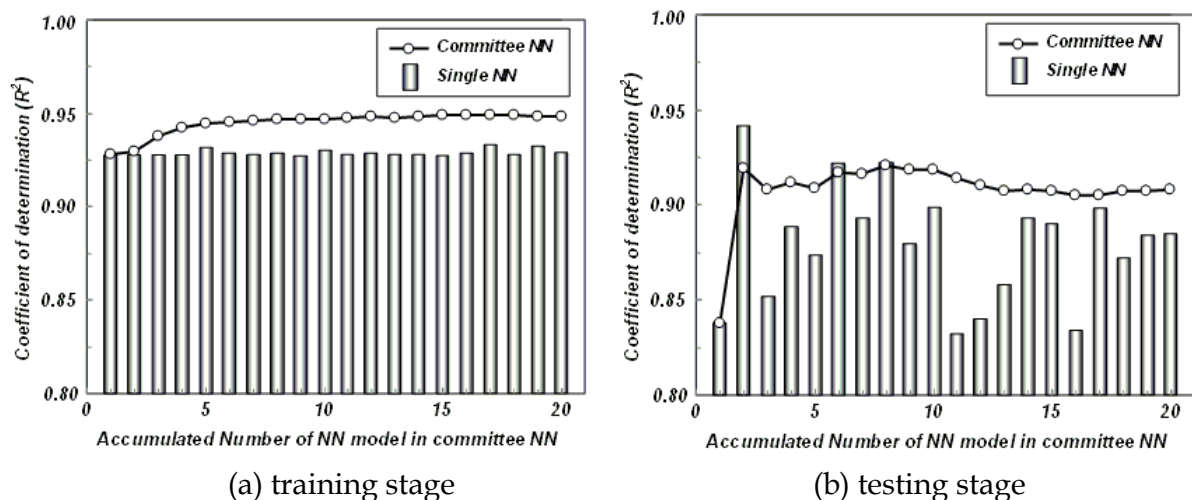 1.00
0.95
0.90
0.85
0.80
Coefficient of determination (R²)
Committee NN
Single NN
0 5 10 15 20
Accumulated Number of NN model in committee NN
(a) training stage
1.00
0.95
0.90
0.85
0.80
Coefficient of determination (R²)
Committee NN
Single NN
0 5 10 15 20
Accumulated Number of NN model in committee NN
(b) testing stage